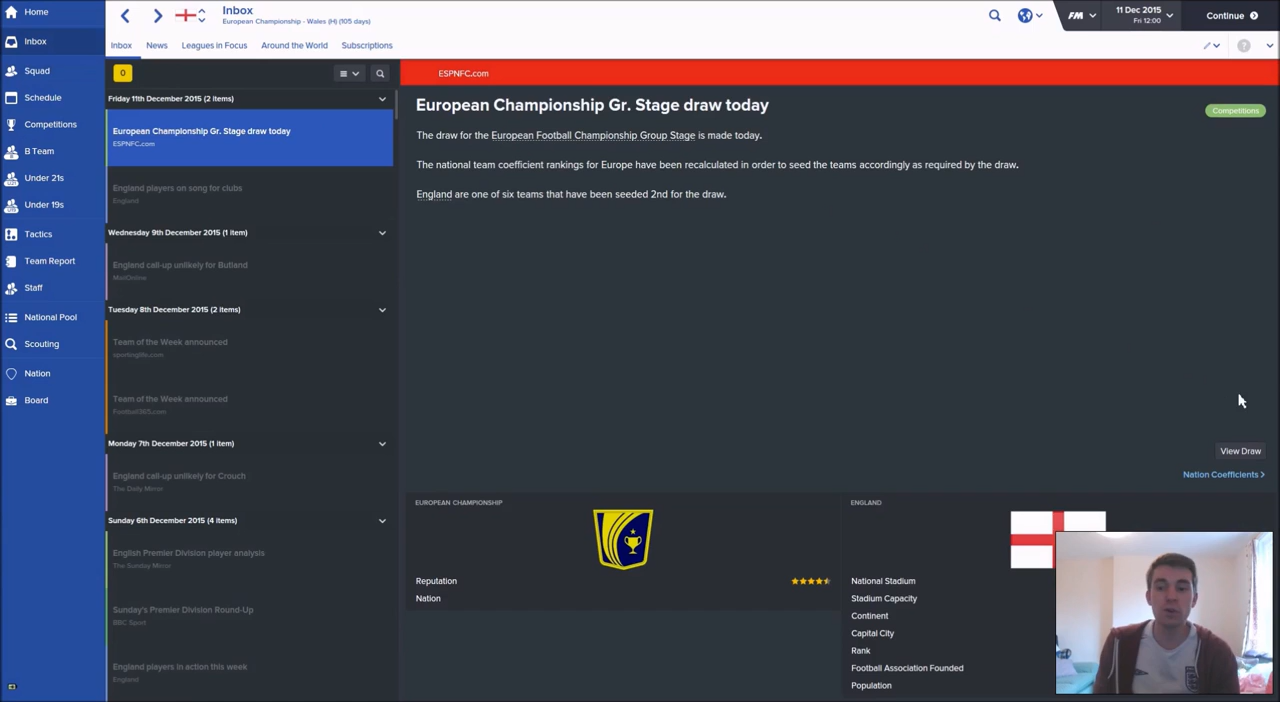 Home
Inbox
Squad
Schedule
Competitions
B Team
Under 21s
Under 19s
Tactics
Team Report
Staff
National Pool
Scouting
Nation
Board
Inbox
European Championship - Wales (H) (105 days)
FM
11 Dec 2015
Fri 12:00
Continue
Inbox
News
Leagues in Focus
Around the World
Subscriptions
0
Friday 11th December 2015 (2 items)
European Championship Gr. Stage draw today
ESPNFC.com
England players on song for clubs
England
Wednesday 9th December 2015 (1 item)
England call-up unlikely for Butland
MailOnline
Tuesday 8th December 2015 (2 items)
Team of the Week announced
sportinglife.com
Team of the Week announced
Football365.com
Monday 7th December 2015 (1 item)
England call-up unlikely for Crouch
The Daily Mirror
Sunday 6th December 2015 (4 items)
English Premier Division player analysis
The Sunday Mirror
Sunday's Premier Division Round-Up
BBC Sport
England players in action this week
England
ESPNFC.com
European Championship Gr. Stage draw today
Competitions
The draw for the European Football Championship Group Stage is made today.
The national team coefficient rankings for Europe have been recalculated in order to seed the teams accordingly as required by the draw.
England are one of six teams that have been seeded 2nd for the draw.
View Draw
Nation Coefficients >
EUROPEAN CHAMPIONSHIP
Reputation
Nation
ENGLAND
National Stadium
Stadium Capacity
Continent
Capital City
Rank
Football Association Founded
Population